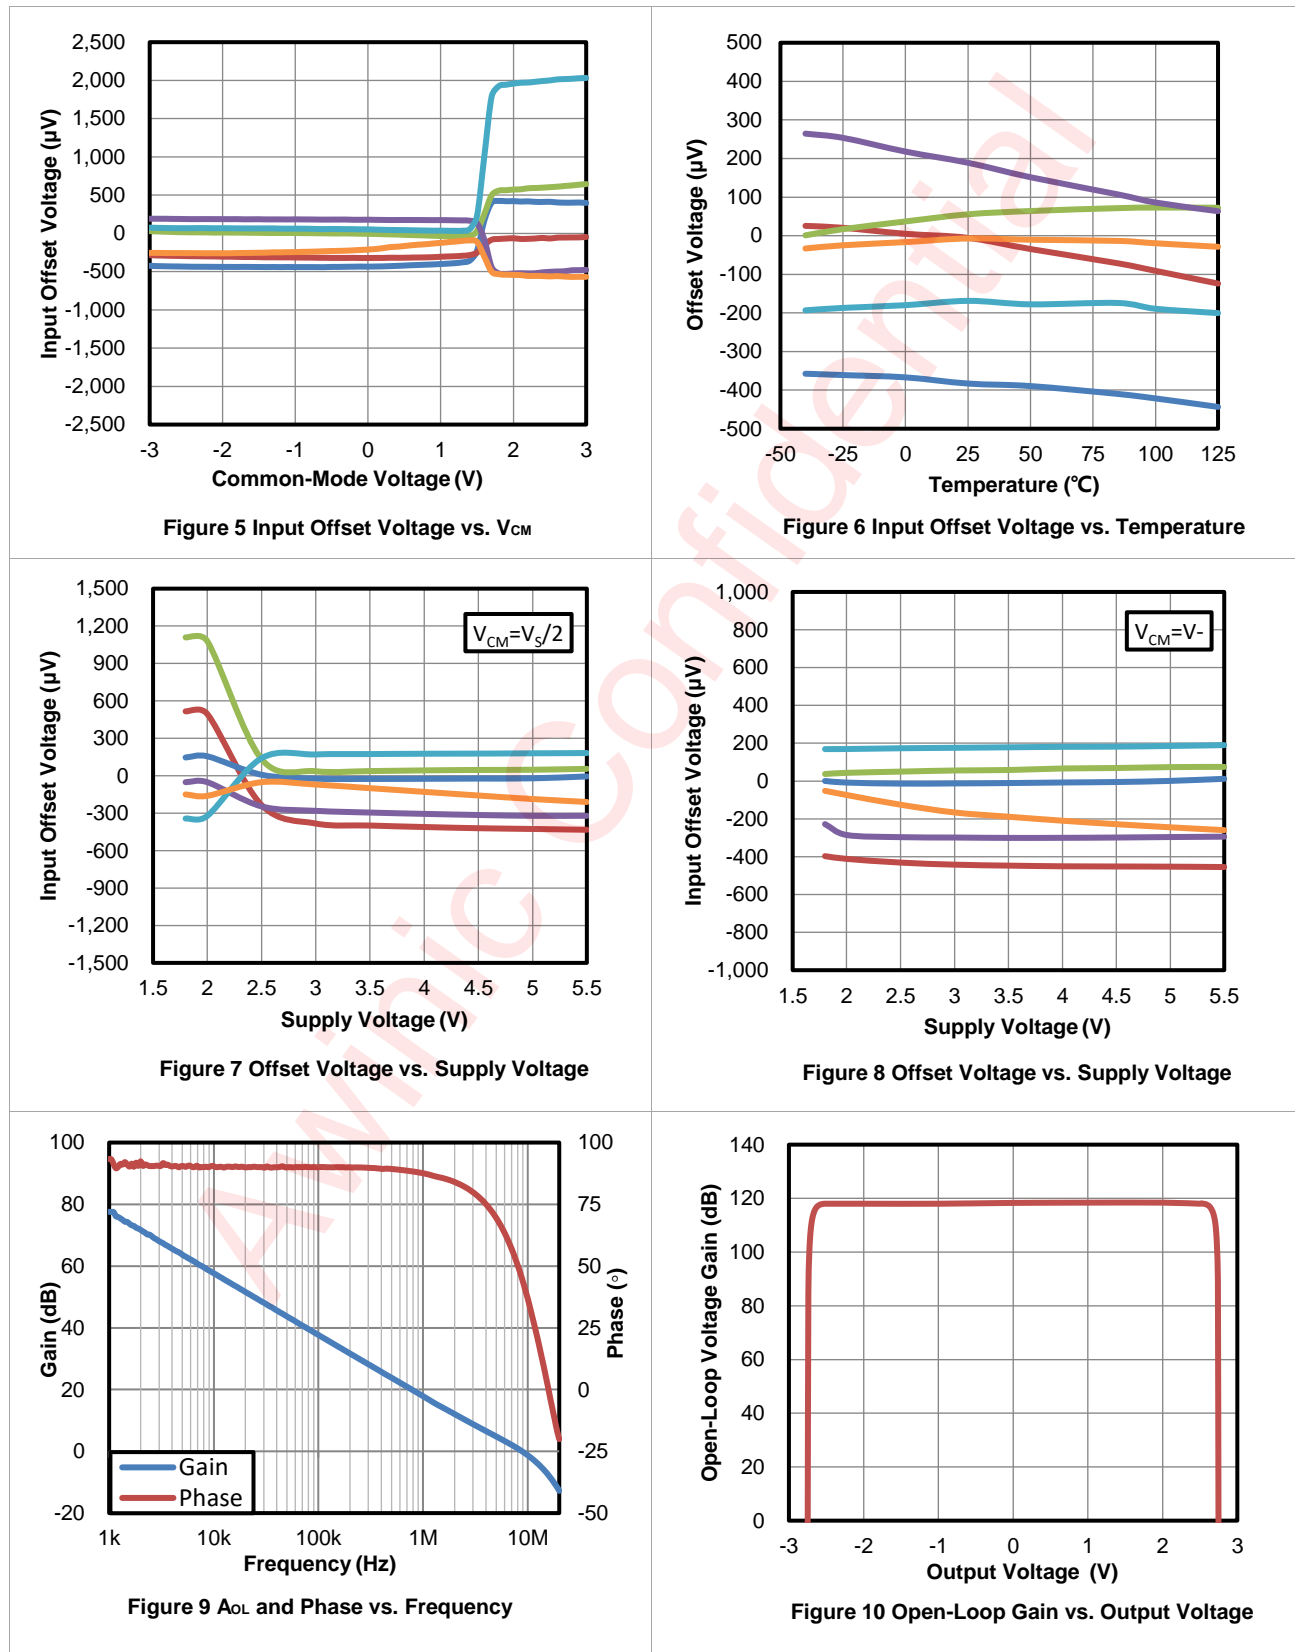 2,500
2,000
1,500
1,000
500
0
-500
-1,000
-1,500
-2,000
-2,500
Input Offset Voltage (μV)
-3 -2 -1 0 1 2 3
Common-Mode Voltage (V)
Figure 5 Input Offset Voltage vs. VCM
500
400
300
200
100
0
-100
-200
-300
-400
-500
Offset Voltage (μV)
-50 -25 0 25 50 75 100 125
Temperature (℃)
Figure 6 Input Offset Voltage vs. Temperature
1,500
1,200
900
600
300
0
-300
-600
-900
-1,200
-1,500
Input Offset Voltage (μV)
VCM=VS/2
1.5 2 2.5 3 3.5 4 4.5 5 5.5
Supply Voltage (V)
Figure 7 Offset Voltage vs. Supply Voltage
1,000
800
600
400
200
0
-200
-400
-600
-800
-1,000
Input Offset Voltage (μV)
VCM=V-
1.5 2 2.5 3 3.5 4 4.5 5 5.5
Supply Voltage (V)
Figure 8 Offset Voltage vs. Supply Voltage
100
80
60
40
20
0
-20
Gain (dB)
100
75
50
25
0
-25
-50
Phase (○)
Gain
Phase
1k 10k 100k 1M 10M
Frequency (Hz)
Figure 9 AOL and Phase vs. Frequency
140
120
100
80
60
40
20
0
Open-Loop Voltage Gain (dB)
-3 -2 -1 0 1 2 3
Output Voltage (V)
Figure 10 Open-Loop Gain vs. Output Voltage
Awinic Confidential